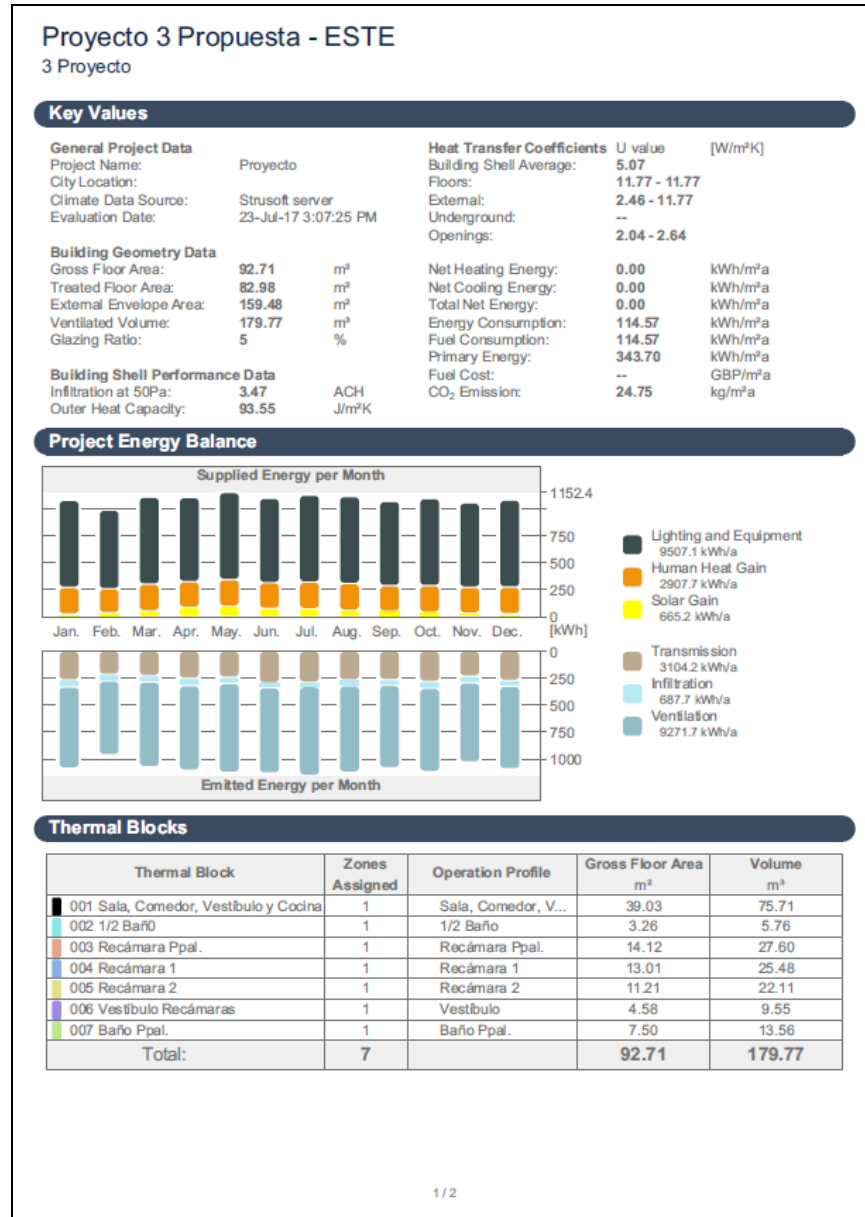 Proyecto 3 Propuesta - ESTE
3 Proyecto
Key Values
General Project Data
Project Name: Proyecto
City Location:
Climate Data Source: Strusoft server
Evaluation Date: 23-Jul-17 3:07:25 PM
Building Geometry Data
Gross Floor Area: 92.71 m²
Treated Floor Area: 82.98 m²
External Envelope Area: 159.48 m²
Ventilated Volume: 179.77 m³
Glazing Ratio: 5 %
Building Shell Performance Data
Infiltration at 50Pa: 3.47 ACH
Outer Heat Capacity: 93.55 J/m²K
Heat Transfer Coefficients U value [W/m²K]
Building Shell Average: 5.07
Floors: 11.77 - 11.77
External: 2.46 - 11.77
Underground: --
Openings: 2.04 - 2.64
Net Heating Energy: 0.00 kWh/m²a
Net Cooling Energy: 0.00 kWh/m²a
Total Net Energy: 0.00 kWh/m²a
Energy Consumption: 114.57 kWh/m²a
Fuel Consumption: 114.57 kWh/m²a
Primary Energy: 343.70 kWh/m²a
Fuel Cost: -- GBP/m²a
CO₂ Emission: 24.75 kg/m²a
Project Energy Balance
Supplied Energy per Month
1152.4
750
500
250
0
Jan. Feb. Mar. Apr. May. Jun. Jul. Aug. Sep. Oct. Nov. Dec. [kWh]
0
250
500
750
1000
Emitted Energy per Month
Lighting and Equipment
9507.1 kWh/a
Human Heat Gain
2907.7 kWh/a
Solar Gain
665.2 kWh/a
Transmission
3104.2 kWh/a
Infiltration
687.7 kWh/a
Ventilation
9271.7 kWh/a
Thermal Blocks
Thermal Block Zones Assigned Operation Profile Gross Floor Area m² Volume m³
001 Sala, Comedor, Vestíbulo y Cocina 1 Sala, Comedor, V... 39.03 75.71
002 1/2 Bañ0 1 1/2 Baño 3.26 5.76
003 Recámara Ppal. 1 Recámara Ppal. 14.12 27.60
004 Recámara 1 1 Recámara 1 13.01 25.48
005 Recámara 2 1 Recámara 2 11.21 22.11
006 Vestíbulo Recámaras 1 Vestíbulo 4.58 9.55
007 Baño Ppal. 1 Baño Ppal. 7.50 13.56
Total: 7 92.71 179.77
1 / 2